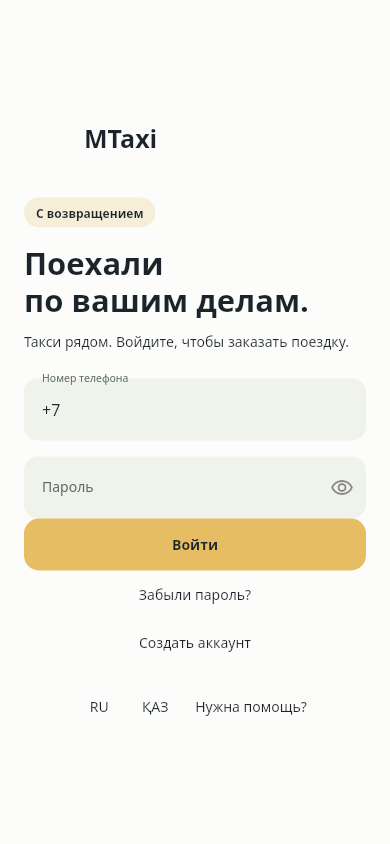 MTaxi
С возвращением
Поехали
по вашим делам.
Такси рядом. Войдите, чтобы заказать поездку.
Номер телефона
+7
Пароль
Войти
Забыли пароль?
Создать аккаунт
RU ҚАЗ Нужна помощь?